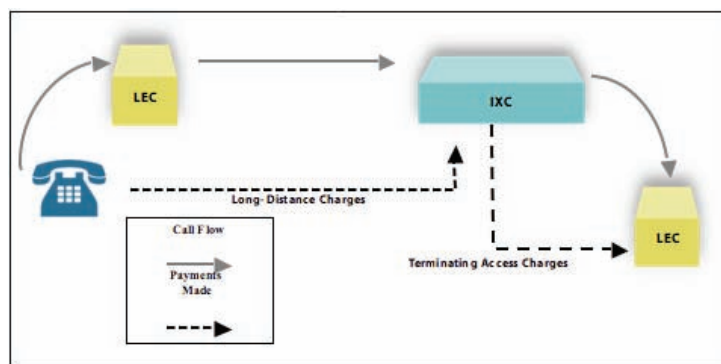 LEC
IXC
Long-Distance Charges
LEC
Call Flow
Terminating Access Charges
Payments
Made